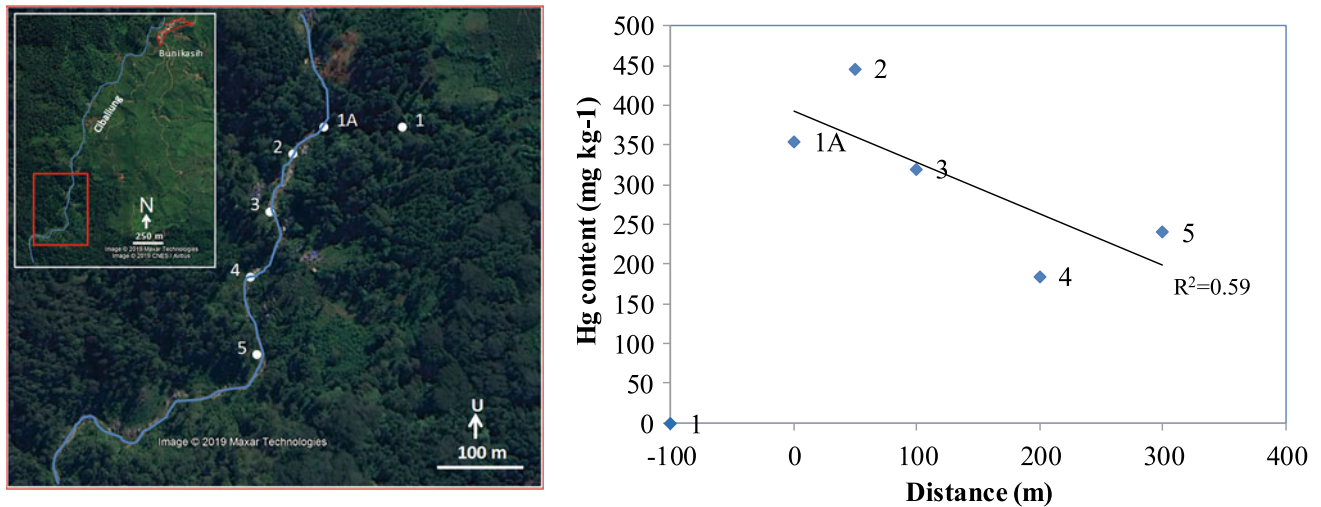 Bunikasih
Cibaliung
N
250 m
Image © 2019 Maxar Technologies
Image © 2019 CNES / Airbus
1A
1
2
3
4
5
U
100 m
Image © 2019 Maxar Technologies
500
450
400
350
300
250
200
150
100
50
0
Hg content (mg kg-1)
2
1A
3
5
4
R²=0.59
1
-100
0
100
200
300
400
Distance (m)